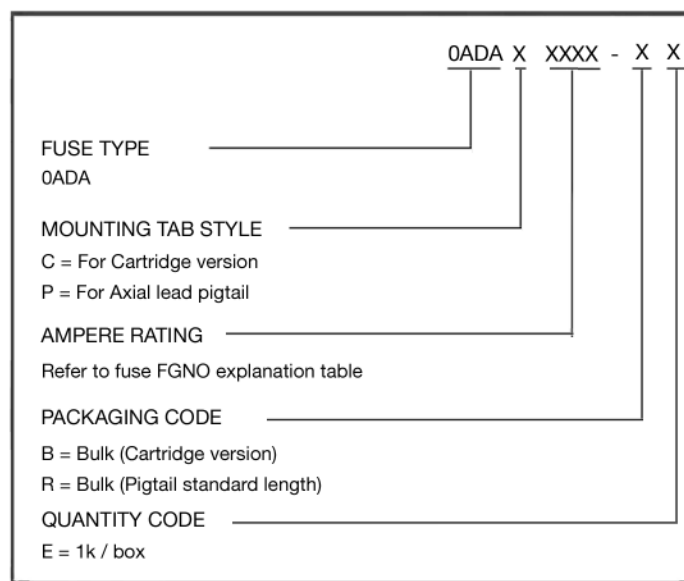 0ADA X XXXX - X X
FUSE TYPE
0ADA
MOUNTING TAB STYLE
C = For Cartridge version
P = For Axial lead pigtail
AMPERE RATING
Refer to fuse FGNO explanation table
PACKAGING CODE
B = Bulk (Cartridge version)
R = Bulk (Pigtail standard length)
QUANTITY CODE
E = 1k / box